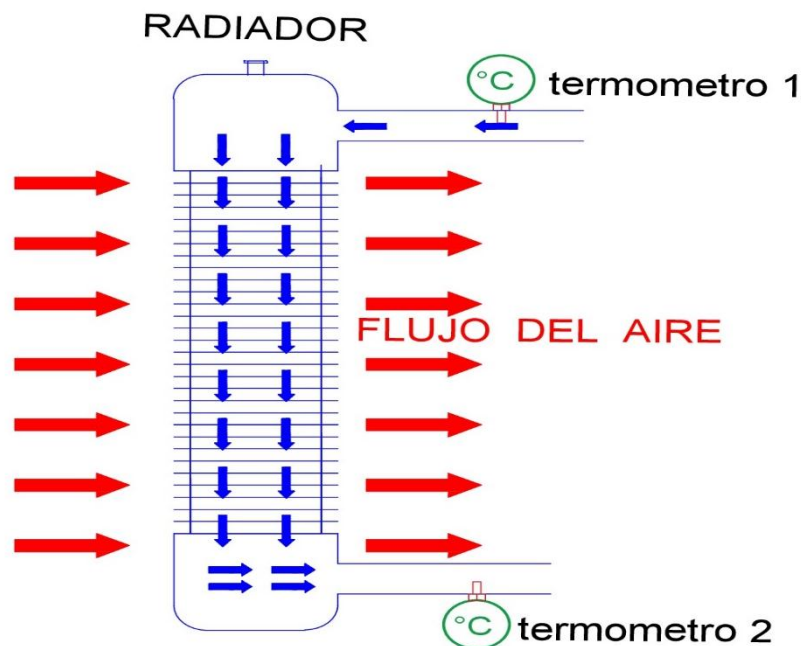 RADIADOR
°C
termometro 1
FLUJO DEL AIRE
°C
termometro 2